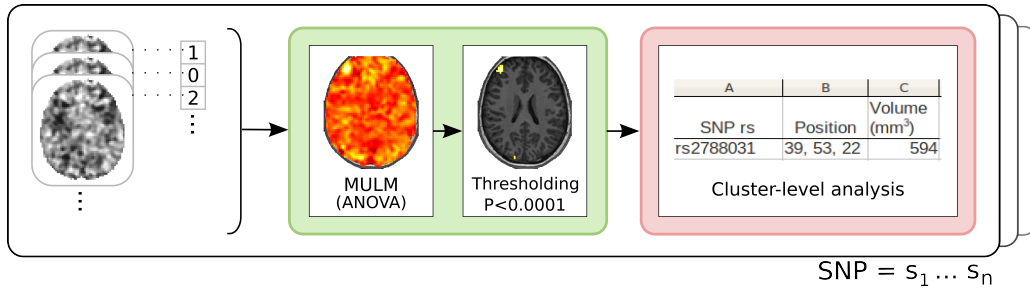 1
0
2
MULM
(ANOVA)
Thresholding
P<0.0001
A B C
SNP rs Position Volume (mm³)
rs2788031 39, 53, 22 594
Cluster-level analysis
SNP = s₁ ... sₙ